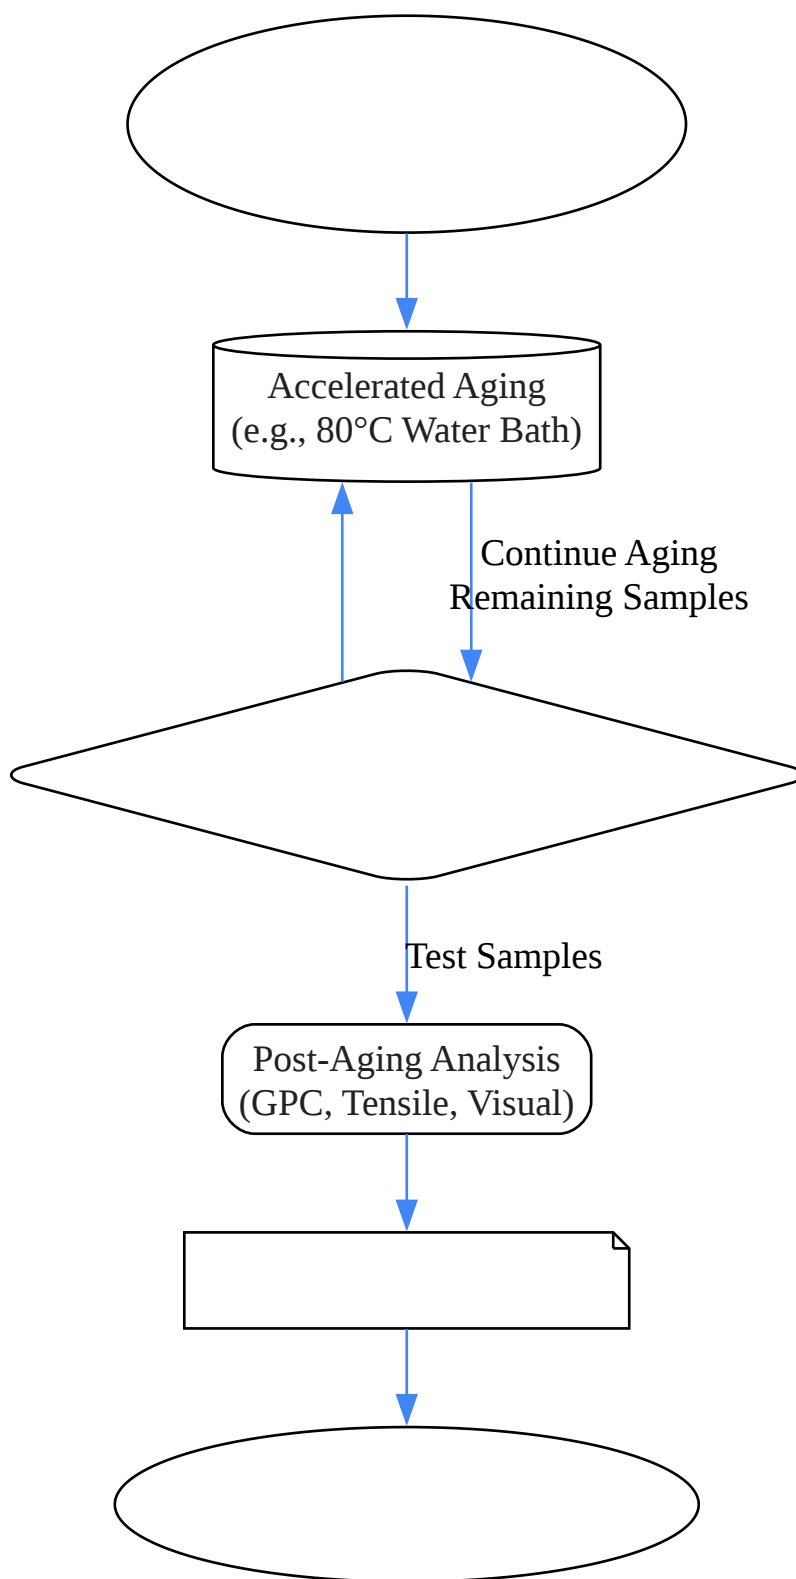 Accelerated Aging
(e.g., 80°C Water Bath)
Continue Aging
Remaining Samples
Test Samples
Post-Aging Analysis
(GPC, Tensile, Visual)